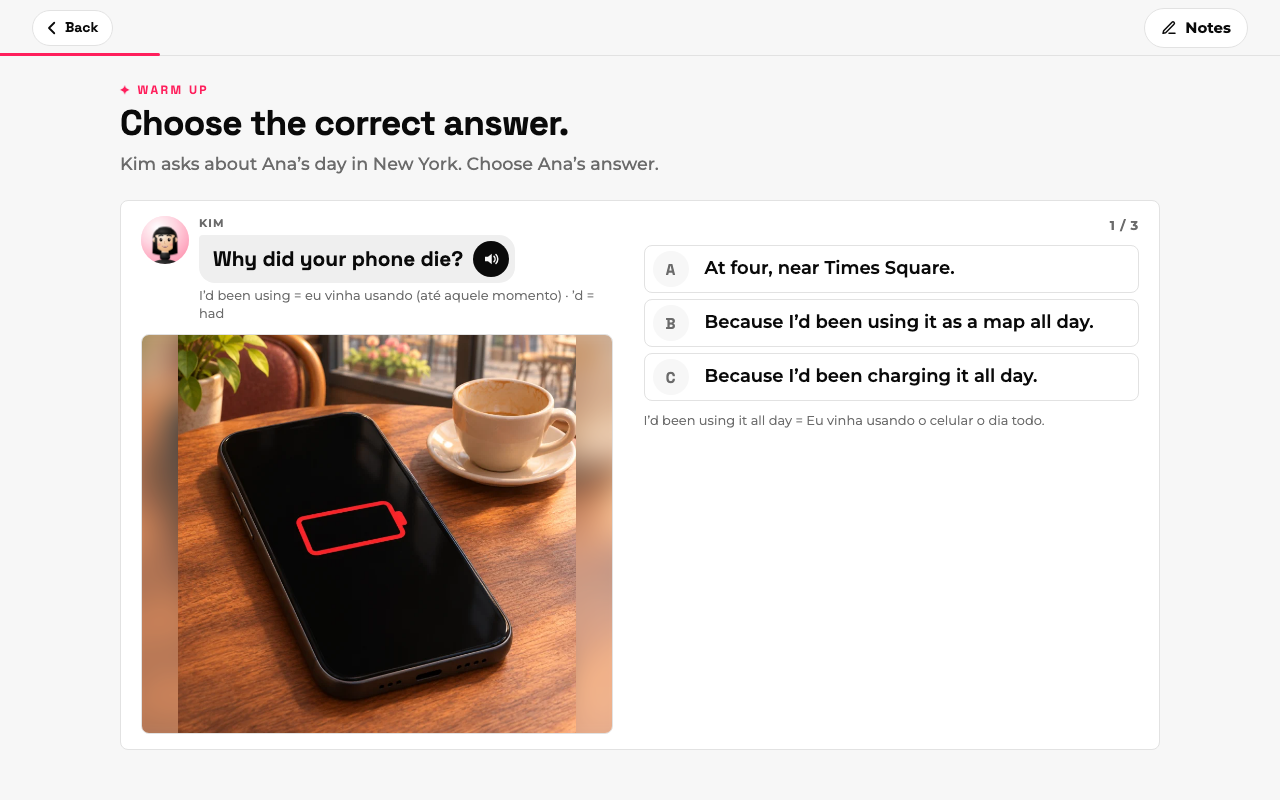 Back
Notes
✦ WARM UP
Choose the correct answer.
Kim asks about Ana’s day in New York. Choose Ana’s answer.
KIM
Why did your phone die?
I’d been using = eu vinha usando (até aquele momento) · ’d =
had
1 / 3
A At four, near Times Square.
B Because I’d been using it as a map all day.
C Because I’d been charging it all day.
I’d been using it all day = Eu vinha usando o celular o dia todo.